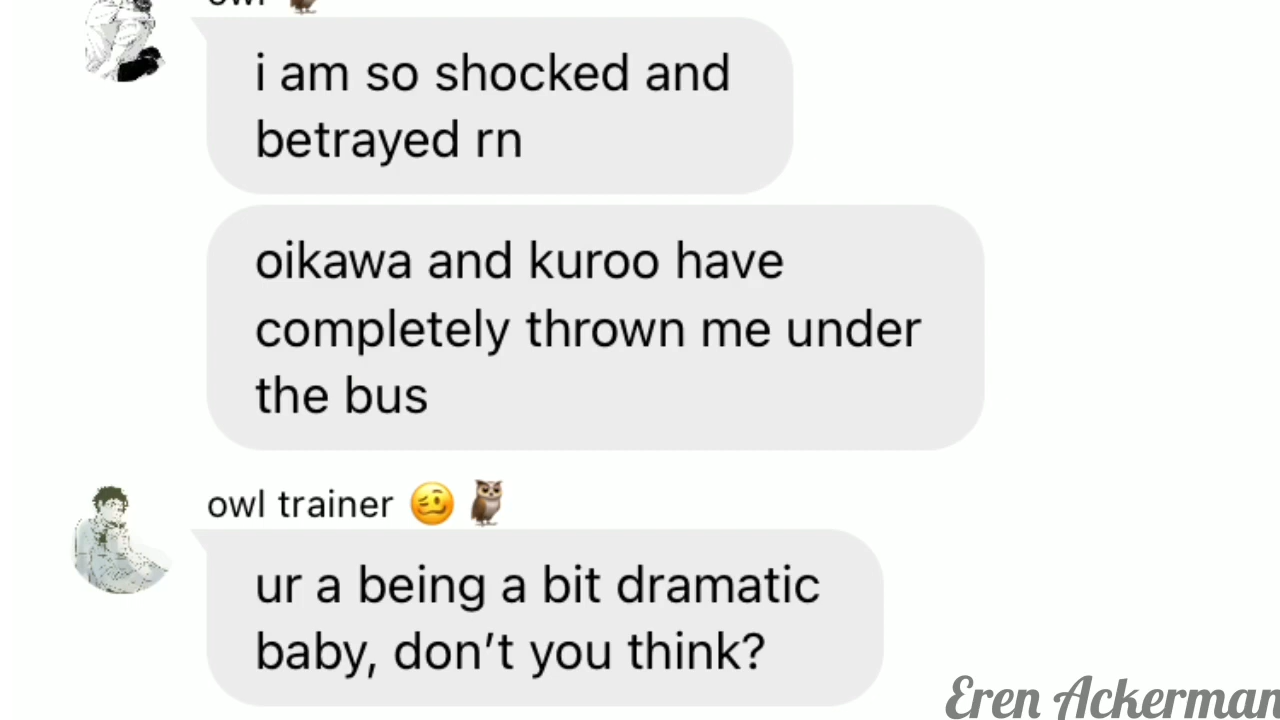 owl 🦉
i am so shocked and
betrayed rn
oikawa and kuroo have
completely thrown me under
the bus
owl trainer 🥴 🦉
ur a being a bit dramatic
baby, don’t you think?
Eren Ackerman